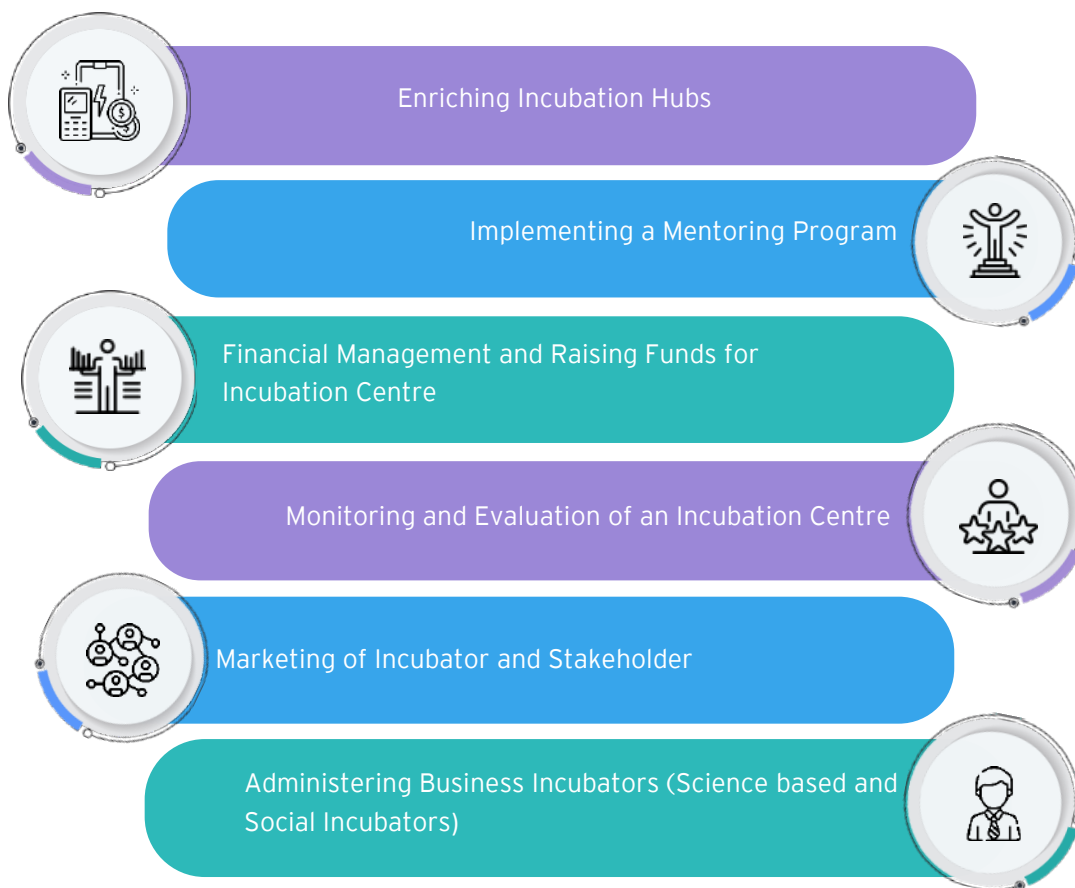 Enriching Incubation Hubs
Implementing a Mentoring Program
Financial Management and Raising Funds for
Incubation Centre
Monitoring and Evaluation of an Incubation Centre
Marketing of Incubator and Stakeholder
Administering Business Incubators (Science based and
Social Incubators)